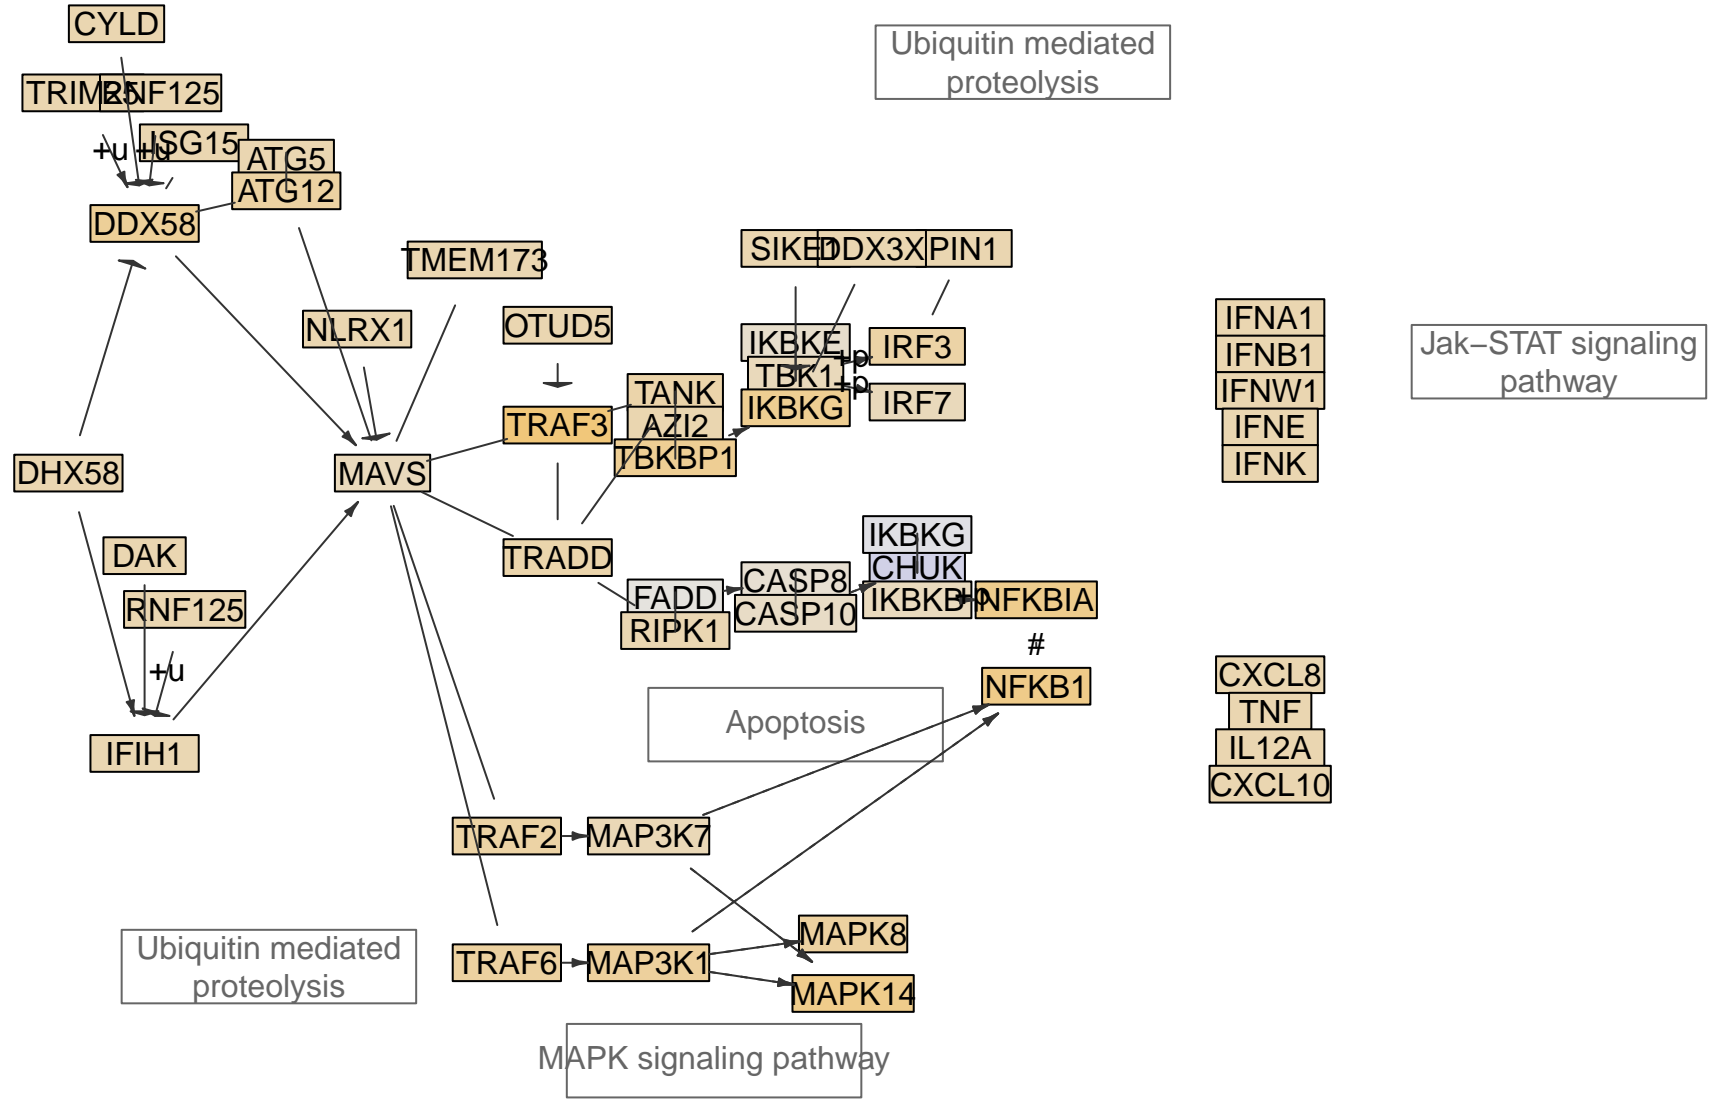 CYLD
Ubiquitin mediated
proteolysis
TRIM25
RNF125
ISG15
+u
+u
ATG5
ATG12
DDX58
TMEM173
SIKE1
DDX3X
PIN1
NLRX1
OTUD5
IKBKE
+p
IRF3
TBK1
+p
IRF7
IKBKG
IFNA1
IFNB1
IFNW1
IFNE
IFNK
Jak–STAT signaling
pathway
TANK
AZI2
TBKBP1
TRAF3
DHX58
MAVS
DAK
TRADD
IKBKG
CHUK
IKBKB
+p
NFKBIA
RNF125
FADD
RIPK1
CASP8
CASP10
#
+u
NFKB1
CXCL8
TNF
IL12A
CXCL10
Apoptosis
IFIH1
TRAF2
MAP3K7
MAPK8
Ubiquitin mediated
proteolysis
TRAF6
MAP3K1
MAPK14
MAPK signaling pathway